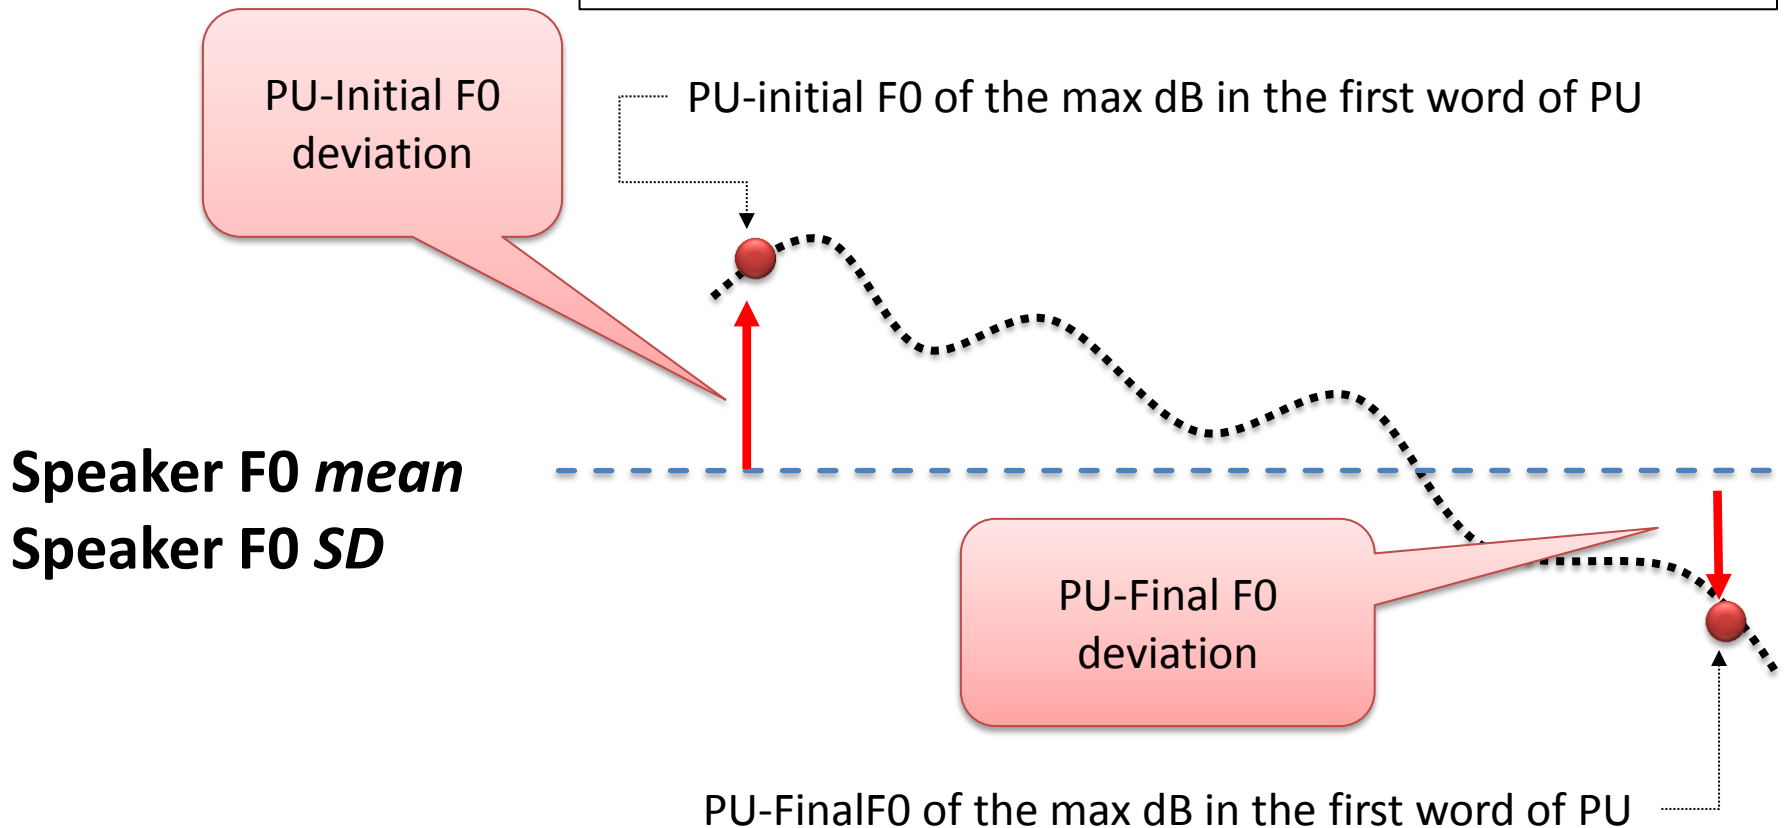 PU-Initial F0
deviation
PU-initial F0 of the max dB in the first word of PU
Speaker F0 mean
Speaker F0 SD
PU-Final F0
deviation
PU-FinalF0 of the max dB in the first word of PU